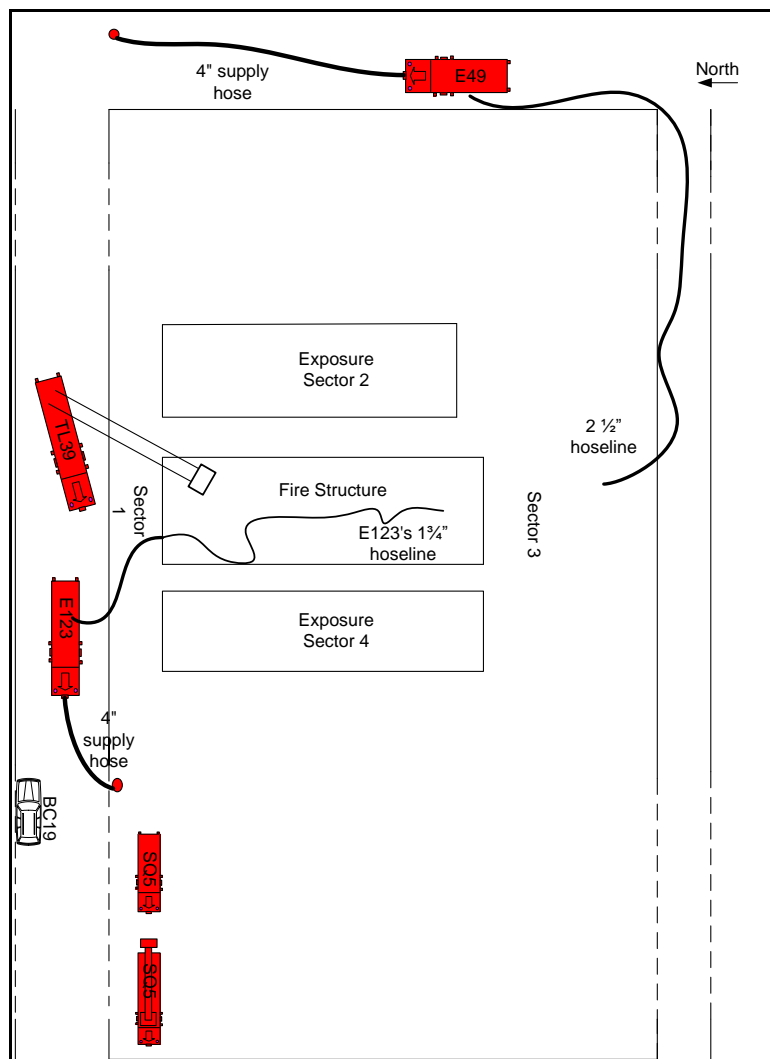 4" supply
hose
E49
North
Exposure
Sector 2
TL39
2 ½”
hoseline
Sector
1
Fire Structure
E123's 1¾”
hoseline
Sector 3
E123
Exposure
Sector 4
4"
supply
hose
BC19
SQ5
SQ5